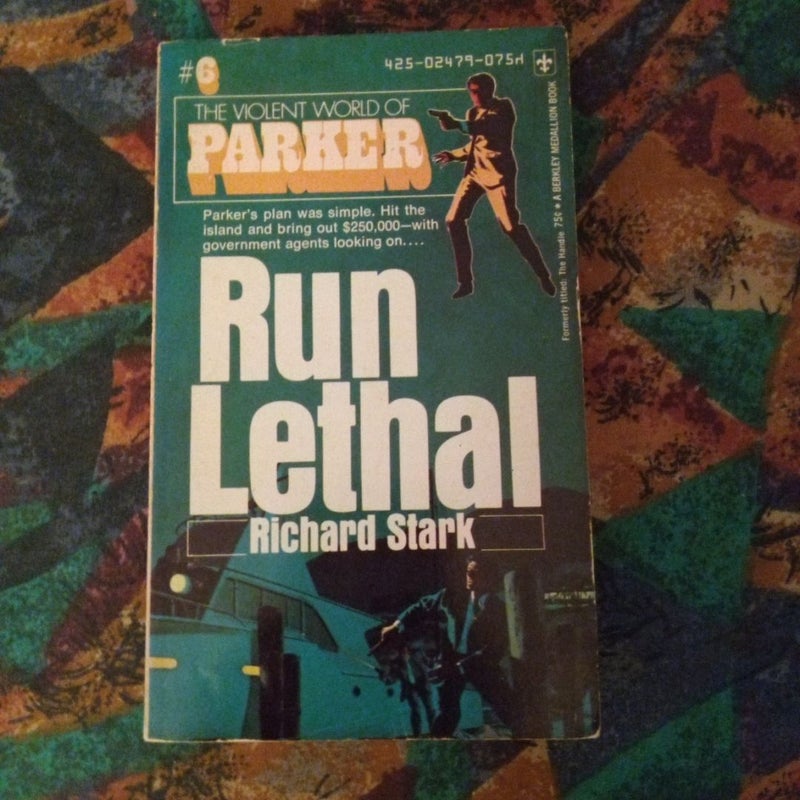 #6
425-02479-075H
THE VIOLENT WORLD OF
PARKER
Parker's plan was simple. Hit the
island and bring out $250,000—with
government agents looking on....
Run
Lethal
Richard Stark
Formerly titled: The Handle 75¢ • A BERKLEY MEDALLION BOOK